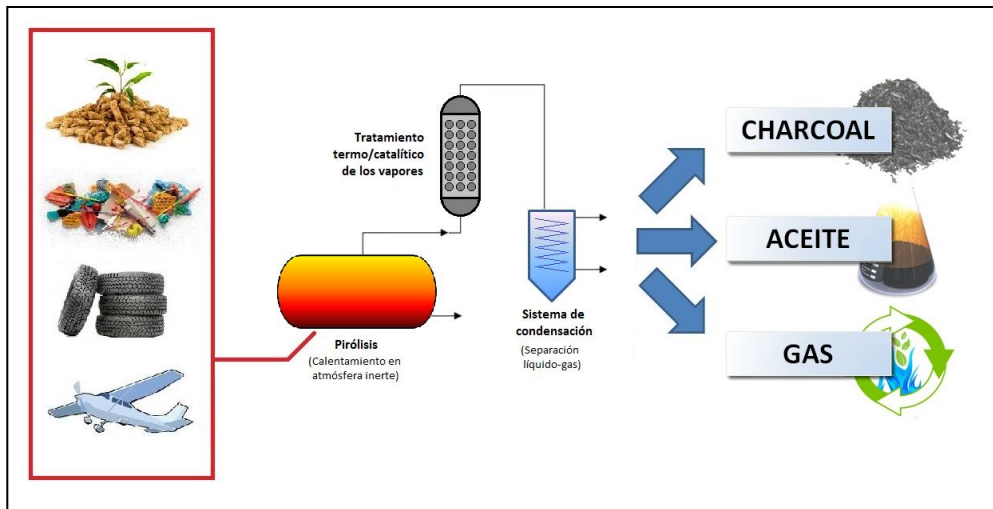 Tratamiento
termo/catalítico
de los vapores
Pirólisis
(Calentamiento en
atmósfera inerte)
Sistema de
condensación
(Separación
líquido-gas)
CHARCOAL
ACEITE
GAS